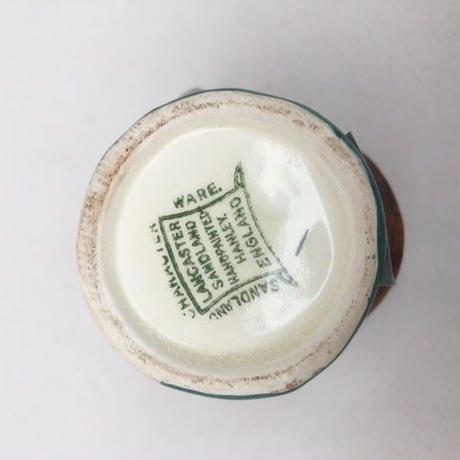 SANDLAND
CHARACTER WARE.
LANCASTER
SANDLAND
HANDPAINTED
HANLEY
ENGLAND